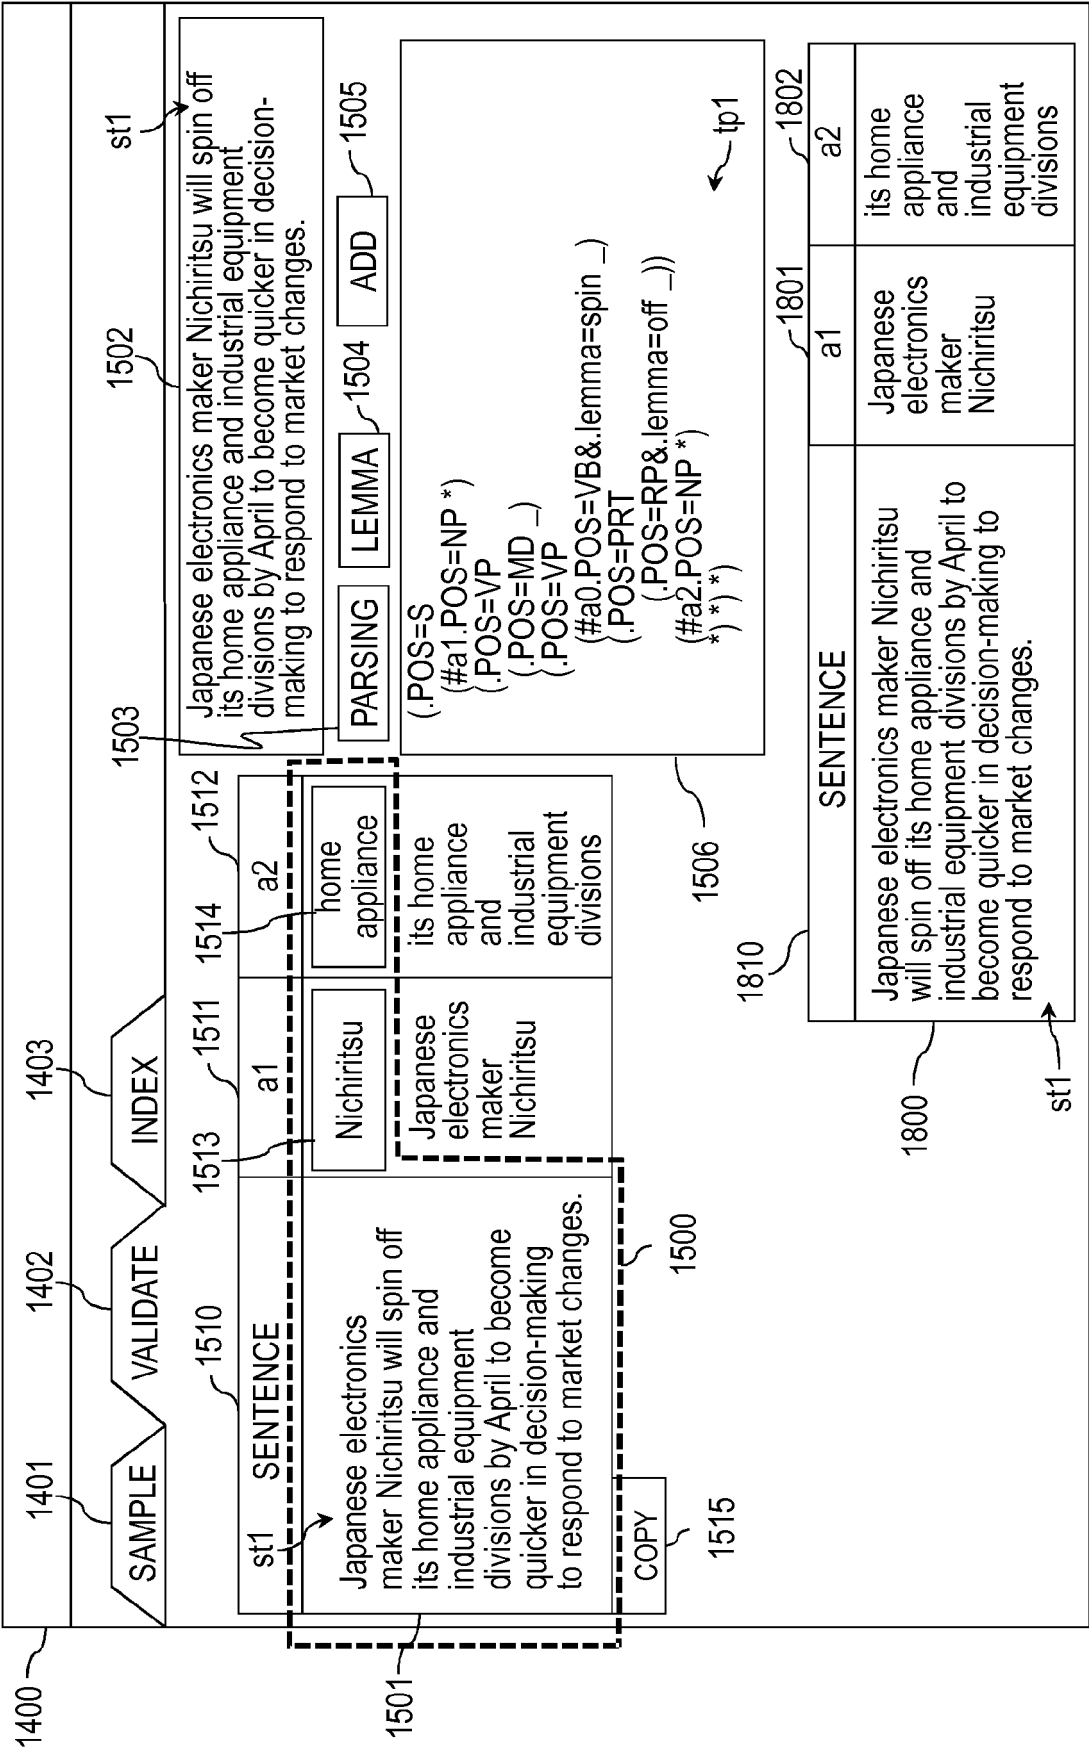 1400
1401
1402
1403
SAMPLE
VALIDATE
INDEX
1510
1511
1512
1513
1514
SENTENCE
a1
a2
st1
Japanese electronics
maker Nichiritsu will spin off
its home appliance and
industrial equipment
divisions by April to become
quicker in decision-making
to respond to market changes.
Nichiritsu
home
appliance
Japanese
electronics
maker
Nichiritsu
its home
appliance
and
industrial
equipment
divisions
1501
COPY
1515
1500
1502
st1
Japanese electronics maker Nichiritsu will spin off
its home appliance and industrial equipment
divisions by April to become quicker in decision-
making to respond to market changes.
1503
PARSING
LEMMA
1504
ADD
1505
(.POS=S
(#a1.POS=NP *)
(.POS=VP
(.POS=MD _)
(.POS=VP
(#a0.POS=VB&.lemma=spin _)
(.POS=PRT
(.POS=RP&.lemma=off _))
(#a2.POS=NP *)
*) *) *)
tp1
1506
1810
1801
1802
SENTENCE
a1
a2
Japanese electronics maker Nichiritsu
will spin off its home appliance and
industrial equipment divisions by April to
become quicker in decision-making to
respond to market changes.
Japanese
electronics
maker
Nichiritsu
its home
appliance
and
industrial
equipment
divisions
1800
st1